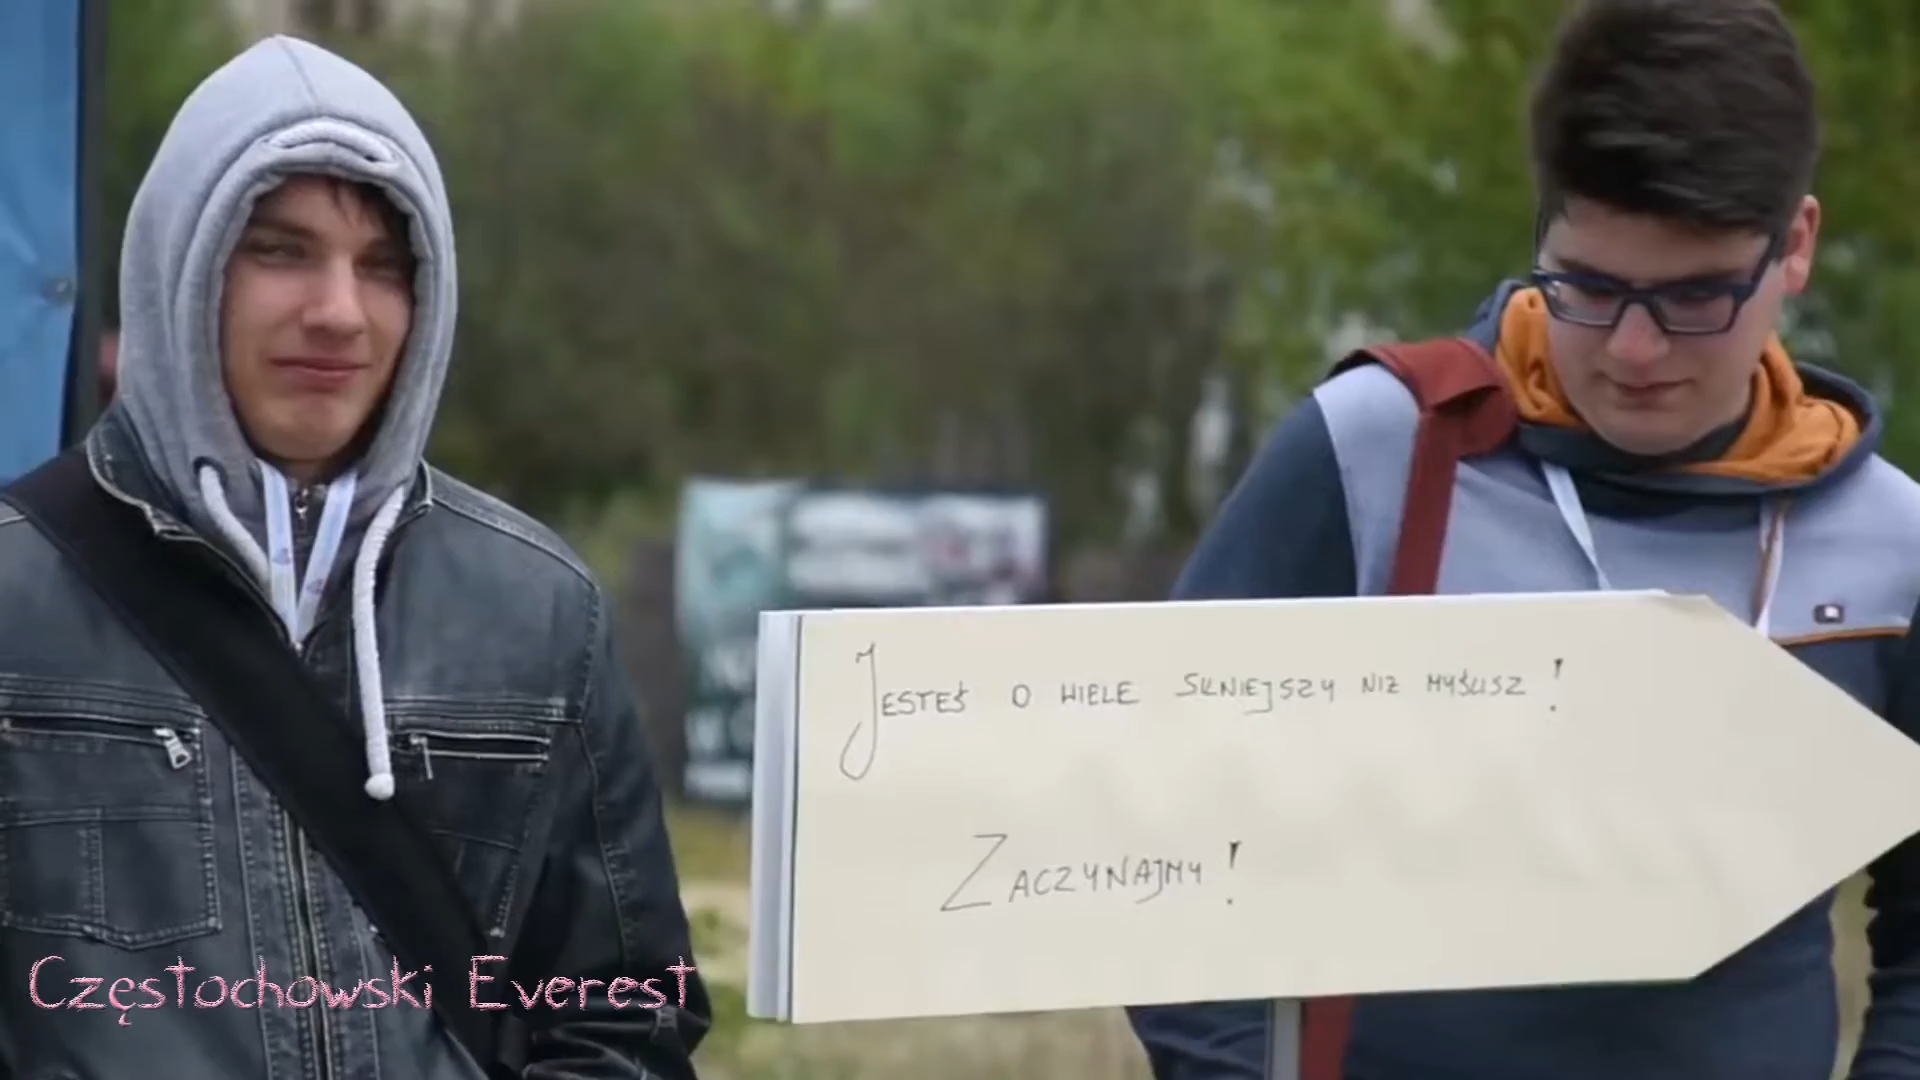 Jesteś o wiele silniejszy niż myślisz!
Zaczynajmy!
Częstochowski Everest